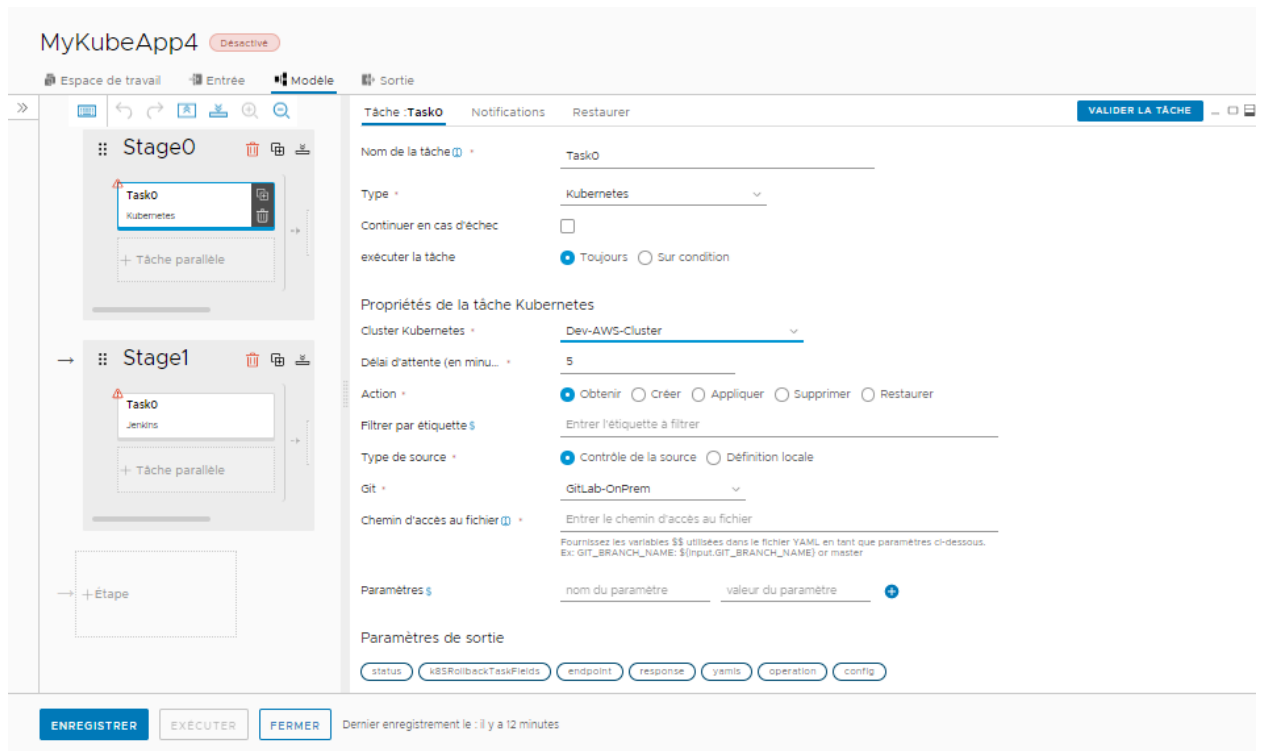 MyKubeApp4 Désactivé
Espace de travail Entrée Modèle Sortie
Tâche :Task0 Notifications Restaurer VALIDER LA TÂCHE
Stage0
Task0
Kubernetes
+ Tâche parallèle
Stage1
Task0
Jenkins
+ Tâche parallèle
+Étape
Nom de la tâche * Task0
Type * Kubernetes
Continuer en cas d'échec
exécuter la tâche Toujours Sur condition
Propriétés de la tâche Kubernetes
Cluster Kubernetes * Dev-AWS-Cluster
Délai d'attente (en minu... * 5
Action * Obtenir Créer Appliquer Supprimer Restaurer
Filtrer par étiquette $ Entrer l'étiquette à filtrer
Type de source * Contrôle de la source Définition locale
Git * GitLab-OnPrem
Chemin d'accès au fichier * Entrer le chemin d'accès au fichier
Fournissez les variables $$ utilisées dans le fichier YAML en tant que paramètres ci-dessous.
Ex: GIT_BRANCH_NAME: ${input.GIT_BRANCH_NAME} or master
Paramètres $ nom du paramètre valeur du paramètre
Paramètres de sortie
status k8SRollbackTaskFields endpoint response yamls operation config
ENREGISTRER EXÉCUTER FERMER Dernier enregistrement le : il y a 12 minutes